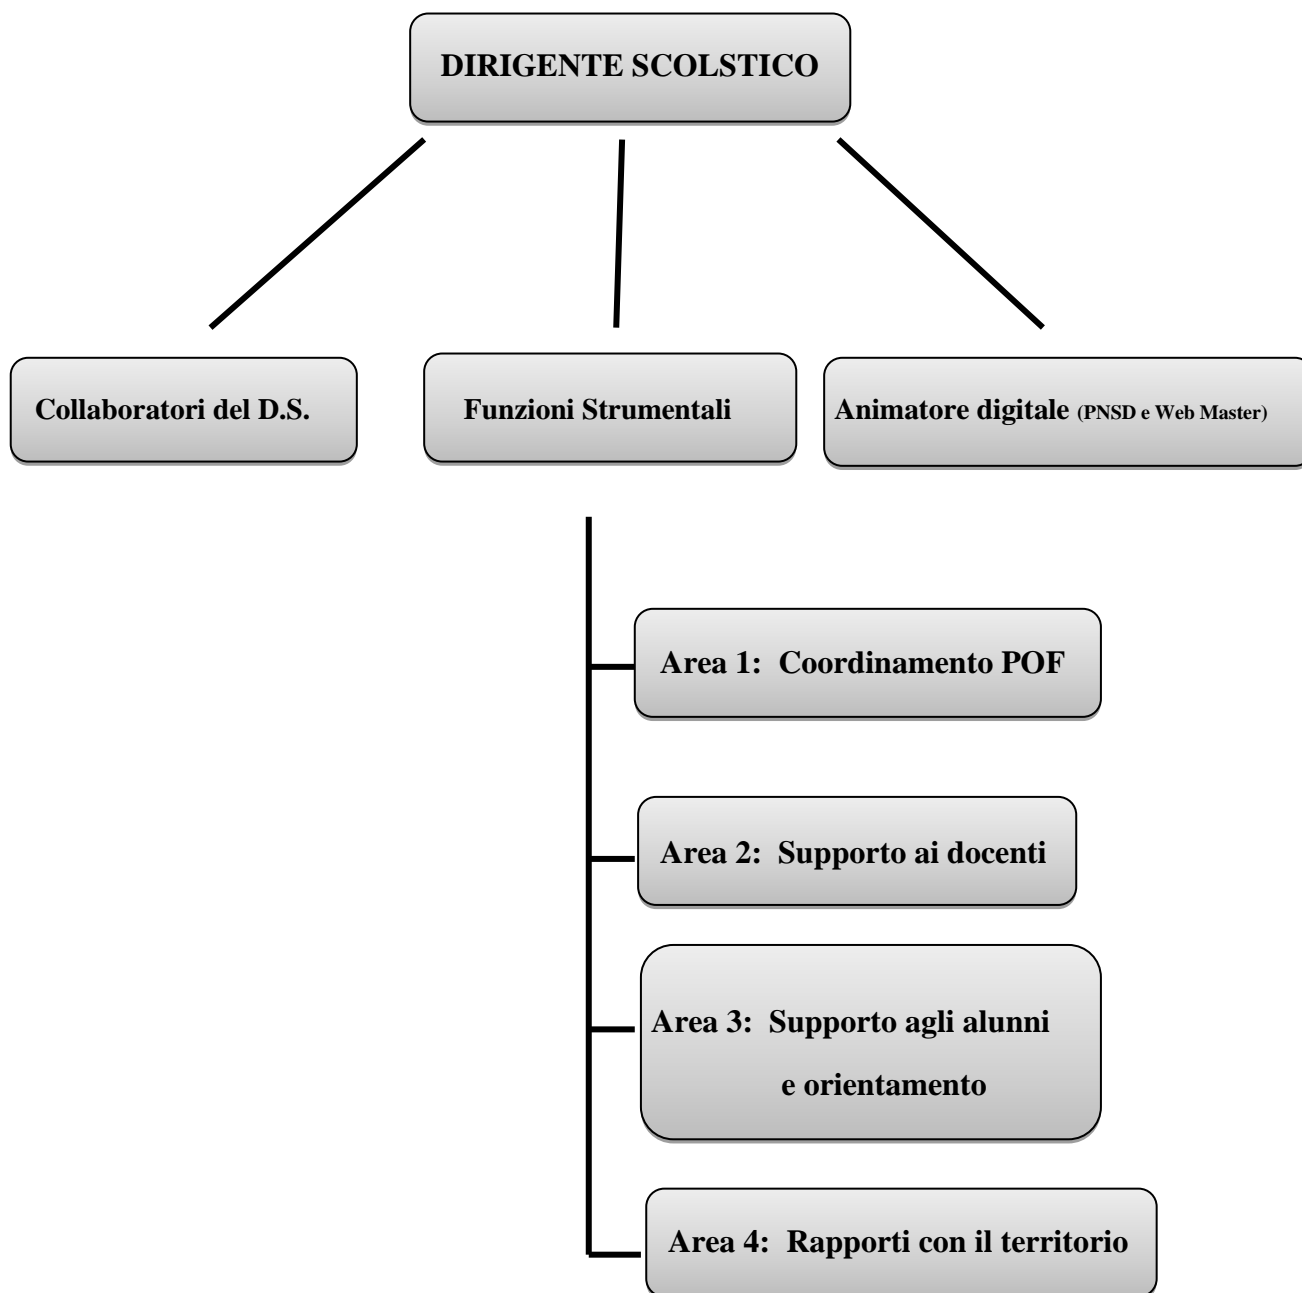 DIRIGENTE SCOLSTICO
Collaboratori del D.S.
Funzioni Strumentali
Animatore digitale (PNSD e Web Master)
Area 1: Coordinamento POF
Area 2: Supporto ai docenti
Area 3: Supporto agli alunni
e orientamento
Area 4: Rapporti con il territorio